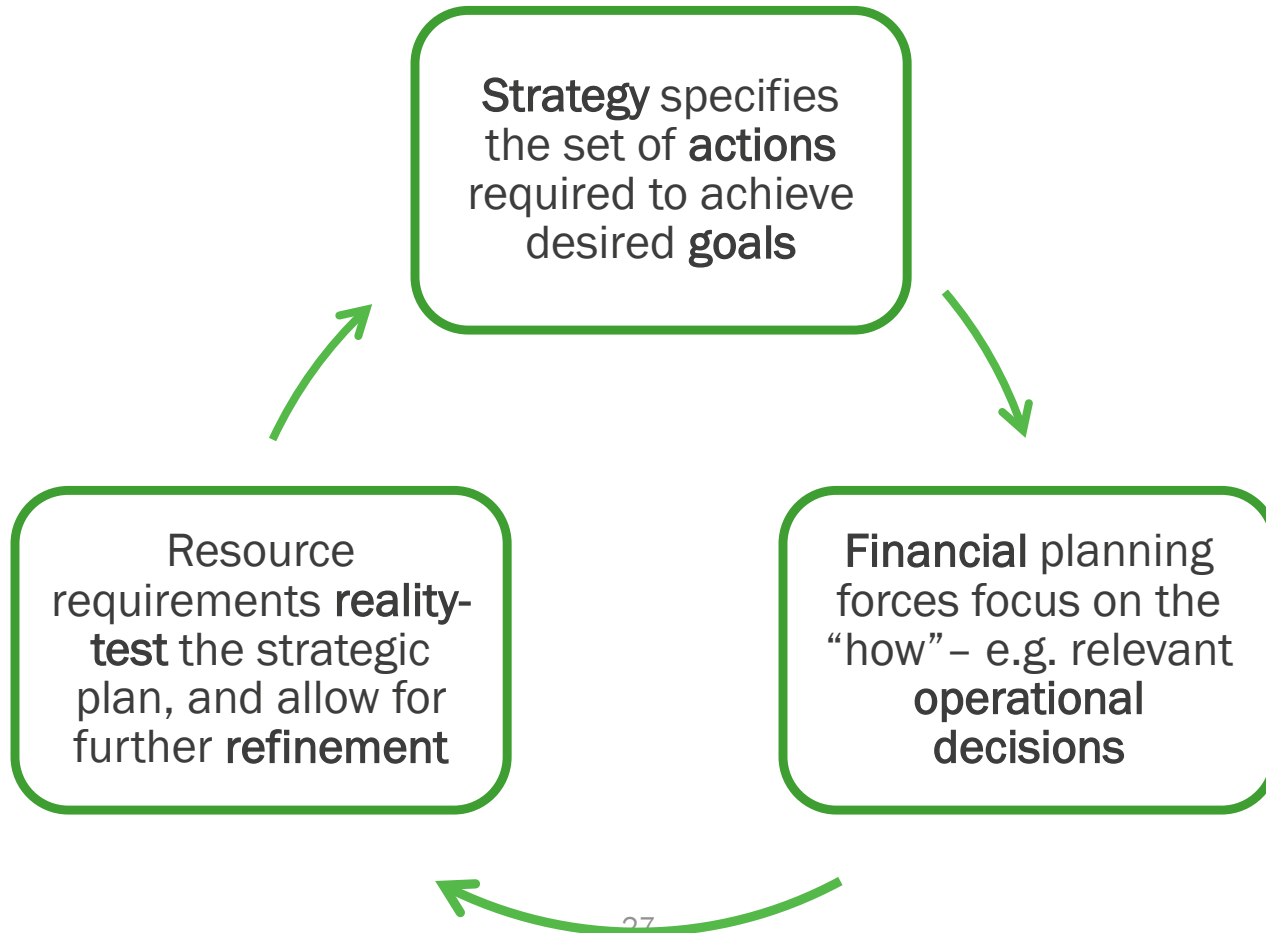 Strategy specifies
the set of actions
required to achieve
desired goals
Resource
requirements reality-
test the strategic
plan, and allow for
further refinement
Financial planning
forces focus on the
“how”– e.g. relevant
operational
decisions
27